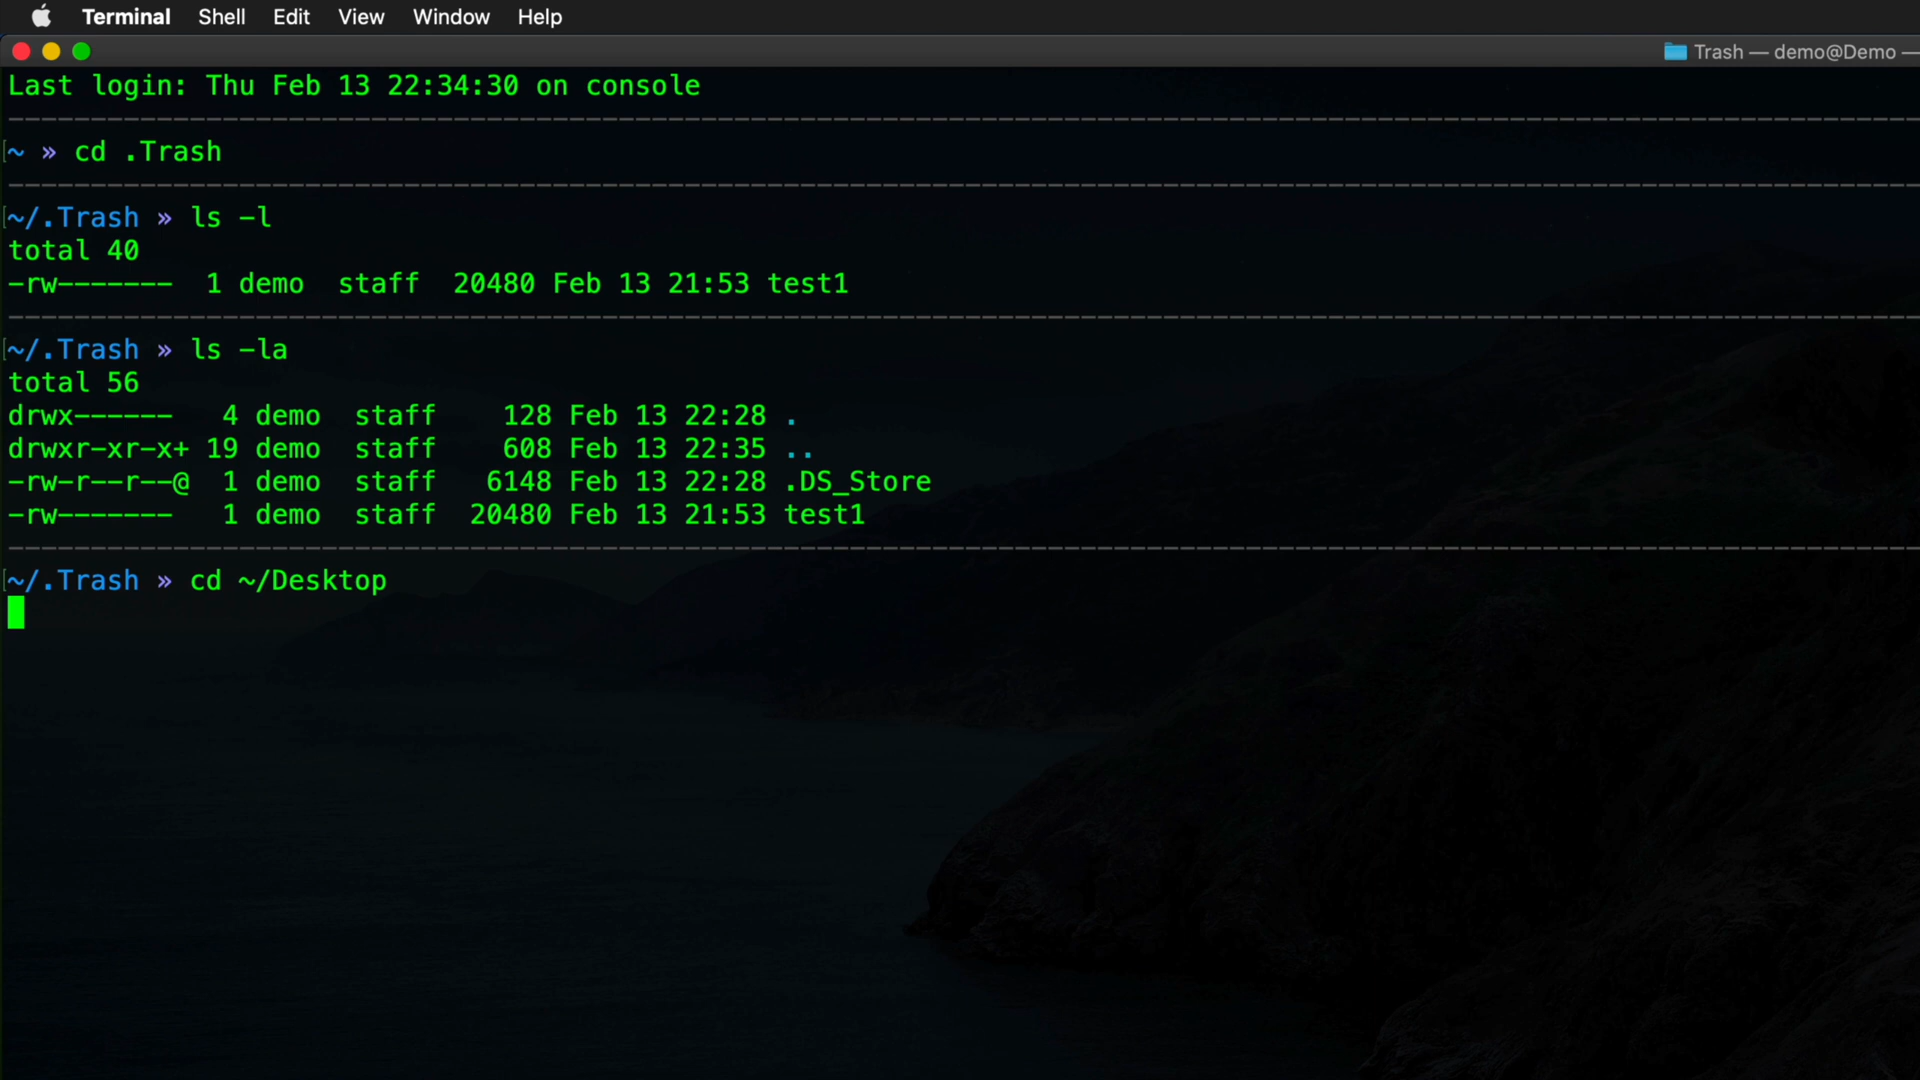 Terminal Shell Edit View Window Help
Trash — demo@Demo —
Last login: Thu Feb 13 22:34:30 on console
~ » cd .Trash
~/.Trash » ls -l
total 40
-rw------- 1 demo staff 20480 Feb 13 21:53 test1
~/.Trash » ls -la
total 56
drwx------ 4 demo staff 128 Feb 13 22:28 .
drwxr-xr-x+ 19 demo staff 608 Feb 13 22:35 ..
-rw-r--r--@ 1 demo staff 6148 Feb 13 22:28 .DS_Store
-rw------- 1 demo staff 20480 Feb 13 21:53 test1
~/.Trash » cd ~/Desktop